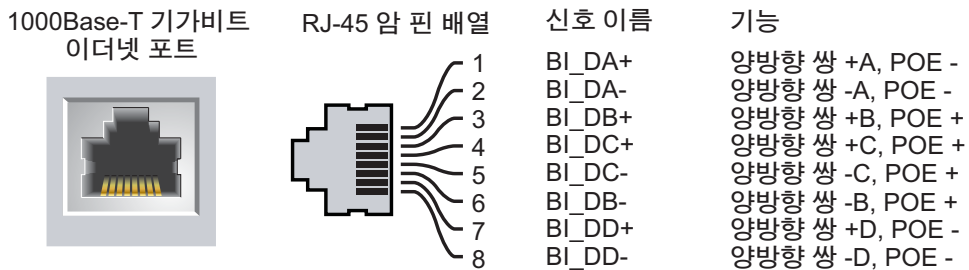 1000Base-T 기가비트
이더넷 포트
RJ-45 암 핀 배열 신호 이름 기능
1 BI_DA+ 양방향 쌍 +A, POE -
2 BI_DA- 양방향 쌍 -A, POE -
3 BI_DB+ 양방향 쌍 +B, POE +
4 BI_DC+ 양방향 쌍 +C, POE +
5 BI_DC- 양방향 쌍 -C, POE +
6 BI_DB- 양방향 쌍 -B, POE +
7 BI_DD+ 양방향 쌍 +D, POE -
8 BI_DD- 양방향 쌍 -D, POE -